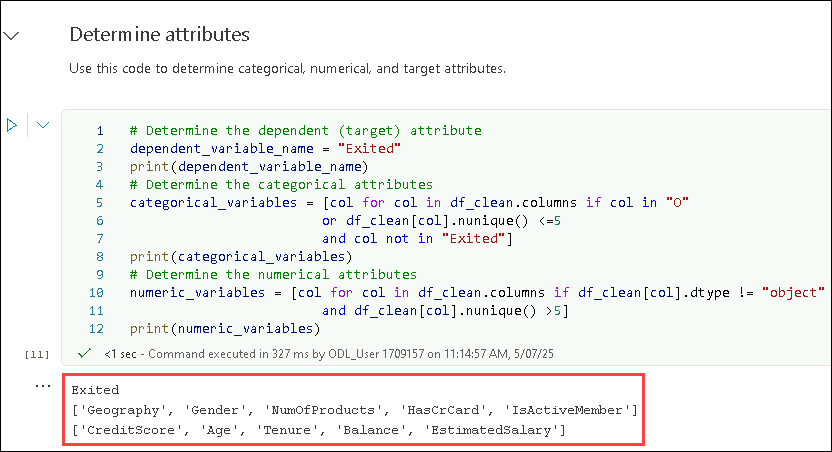 Determine attributes
Use this code to determine categorical, numerical, and target attributes.
1 # Determine the dependent (target) attribute
2 dependent_variable_name = "Exited"
3 print(dependent_variable_name)
4 # Determine the categorical attributes
5 categorical_variables = [col for col in df_clean.columns if col in "O"
6 or df_clean[col].nunique() <=5
7 and col not in "Exited"]
8 print(categorical_variables)
9 # Determine the numerical attributes
10 numeric_variables = [col for col in df_clean.columns if df_clean[col].dtype != "object"
11 and df_clean[col].nunique() >5]
12 print(numeric_variables)
[11] <1 sec - Command executed in 327 ms by ODL_User 1709157 on 11:14:57 AM, 5/07/25
Exited
['Geography', 'Gender', 'NumOfProducts', 'HasCrCard', 'IsActiveMember']
['CreditScore', 'Age', 'Tenure', 'Balance', 'EstimatedSalary']